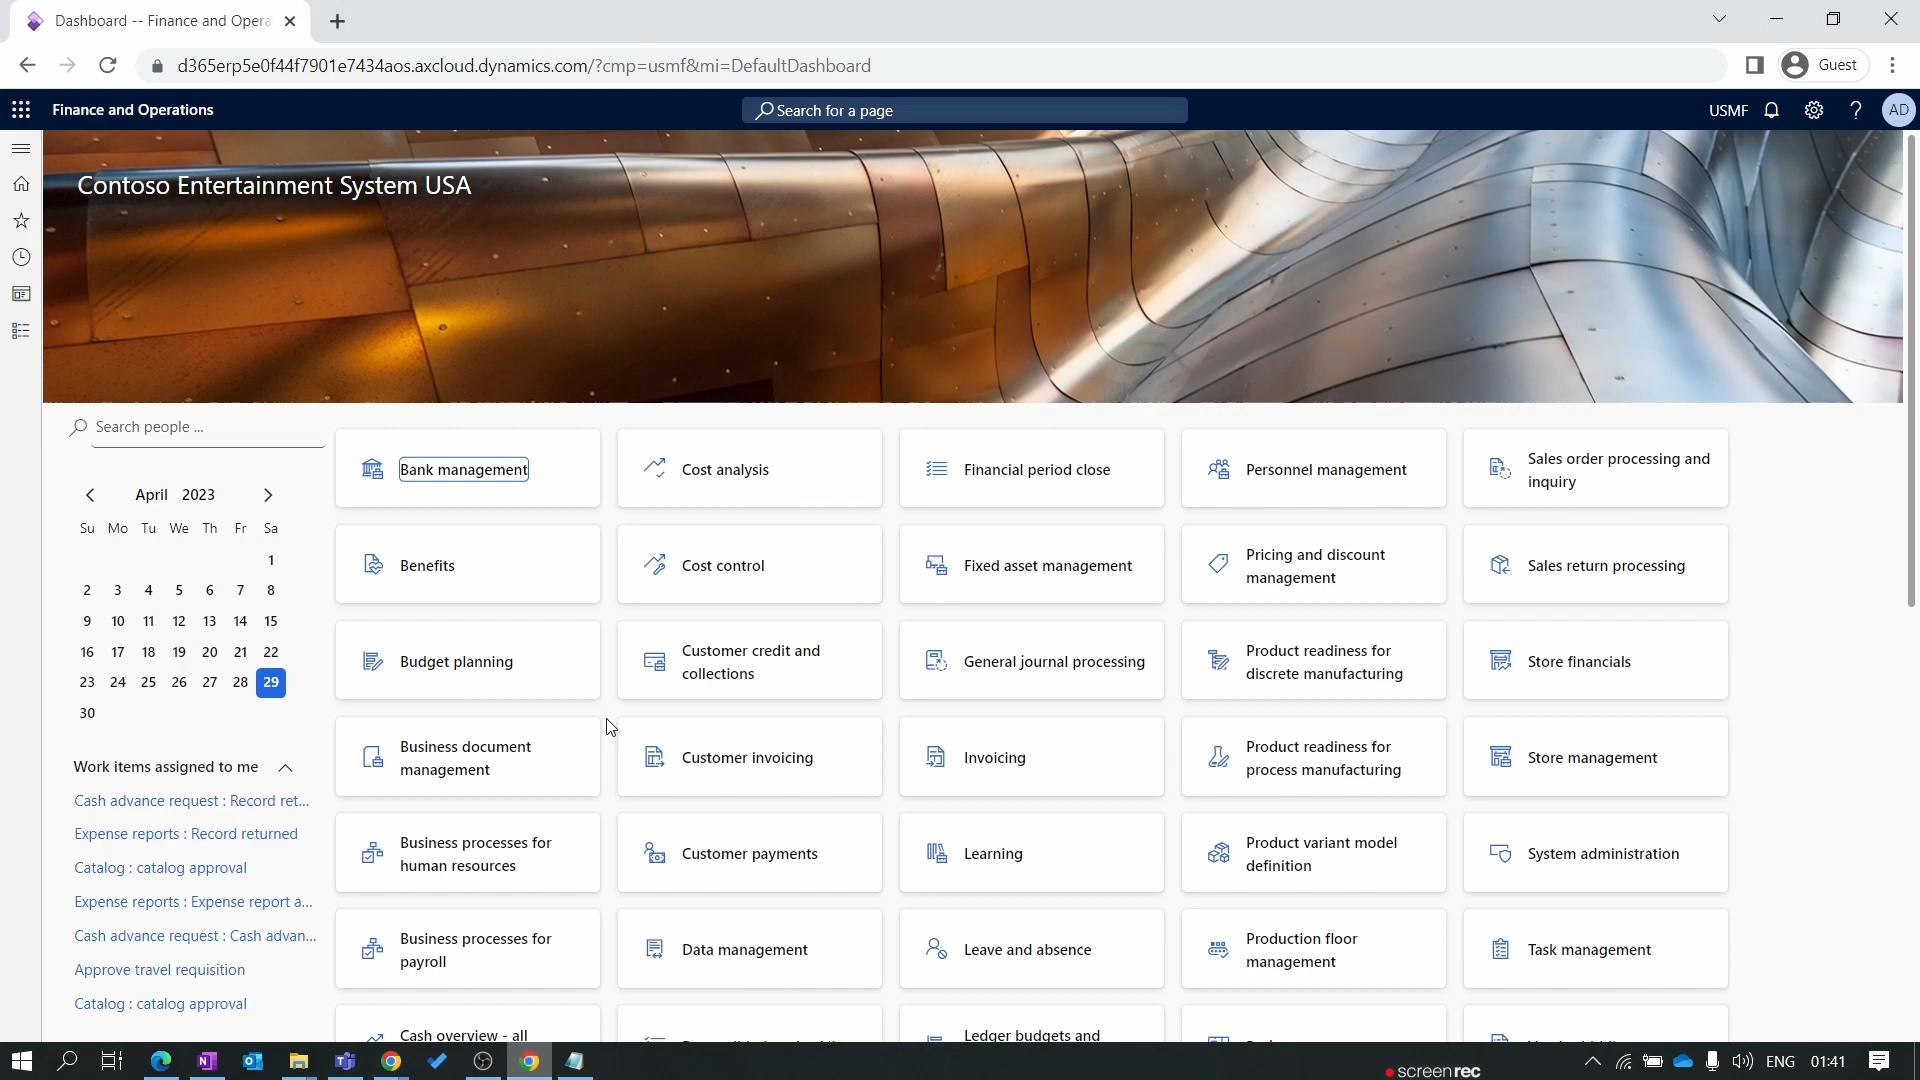 Dashboard -- Finance and Opera
d365erp5e0f44f7901e7434aos.axcloud.dynamics.com/?cmp=usmf&mi=DefaultDashboard
Guest
Finance and Operations
Search for a page
USMF
?
AD
Contoso Entertainment System USA
Search people ...
April 2023
Su Mo Tu We Th Fr Sa
1
2 3 4 5 6 7 8
9 10 11 12 13 14 15
16 17 18 19 20 21 22
23 24 25 26 27 28 29
30
Work items assigned to me
Cash advance request : Record ret...
Expense reports : Record returned
Catalog : catalog approval
Expense reports : Expense report a...
Cash advance request : Cash advan...
Approve travel requisition
Catalog : catalog approval
Bank management
Cost analysis
Financial period close
Personnel management
Sales order processing and
inquiry
Benefits
Cost control
Fixed asset management
Pricing and discount
management
Sales return processing
Budget planning
Customer credit and
collections
General journal processing
Product readiness for
discrete manufacturing
Store financials
Business document
management
Customer invoicing
Invoicing
Product readiness for
process manufacturing
Store management
Business processes for
human resources
Customer payments
Learning
Product variant model
definition
System administration
Business processes for
payroll
Data management
Leave and absence
Production floor
management
Task management
Cash overview - all
Ledger budgets and
screenrec
ENG
01:41